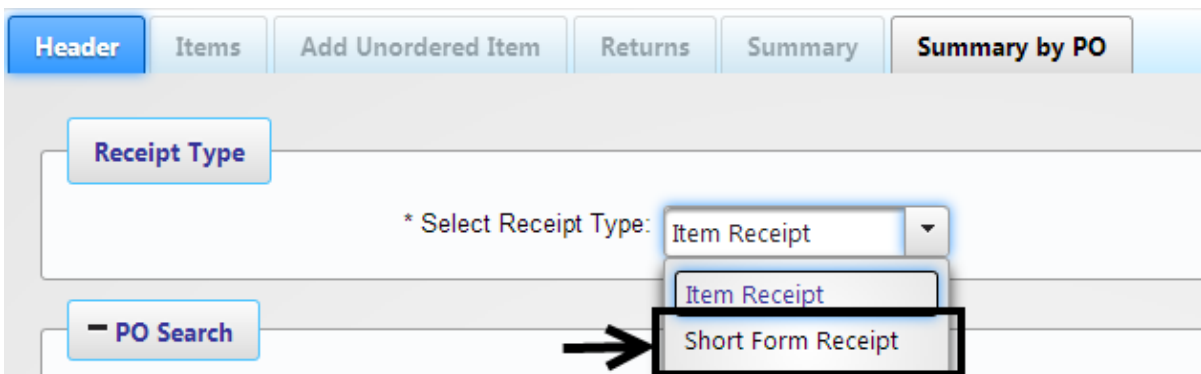 Header Items Add Unordered Item Returns Summary Summary by PO
Receipt Type
* Select Receipt Type: Item Receipt
Item Receipt
PO Search
Short Form Receipt